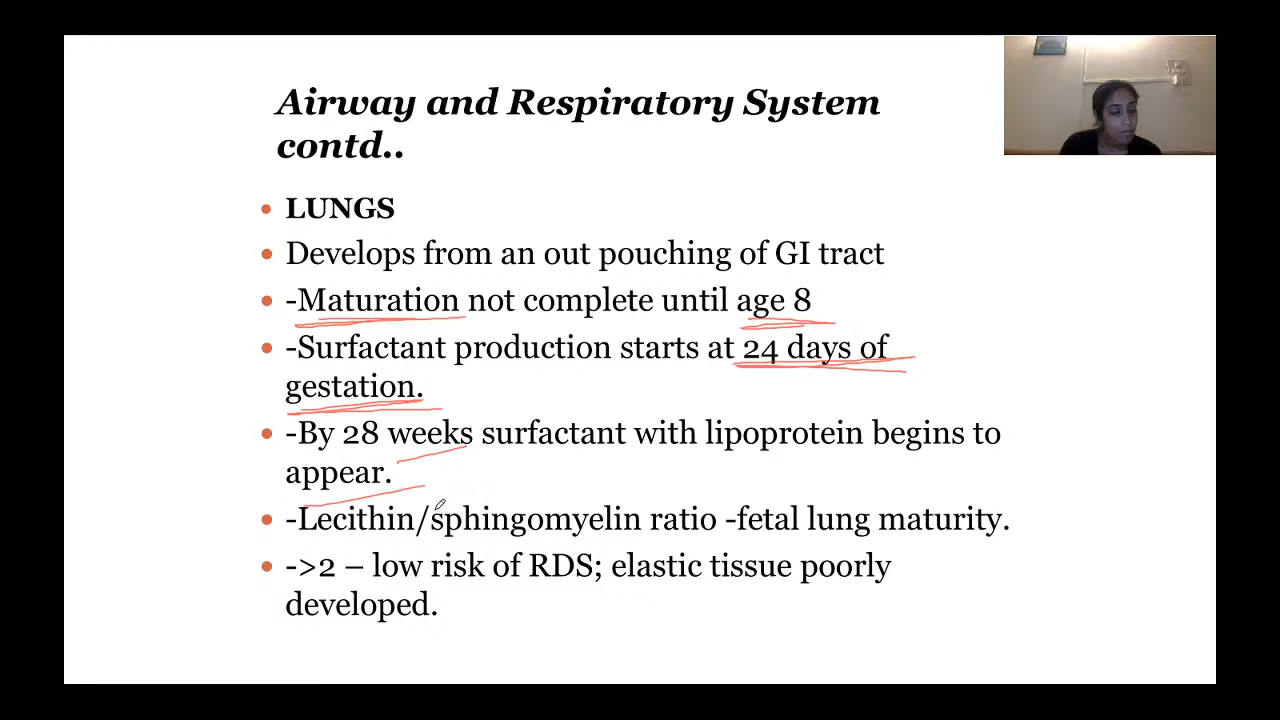 Airway and Respiratory System
contd..
LUNGS
Develops from an out pouching of GI tract
-Maturation not complete until age 8
-Surfactant production starts at 24 days of
gestation.
-By 28 weeks surfactant with lipoprotein begins to
appear.
-Lecithin/sphingomyelin ratio -fetal lung maturity.
->2 – low risk of RDS; elastic tissue poorly
developed.